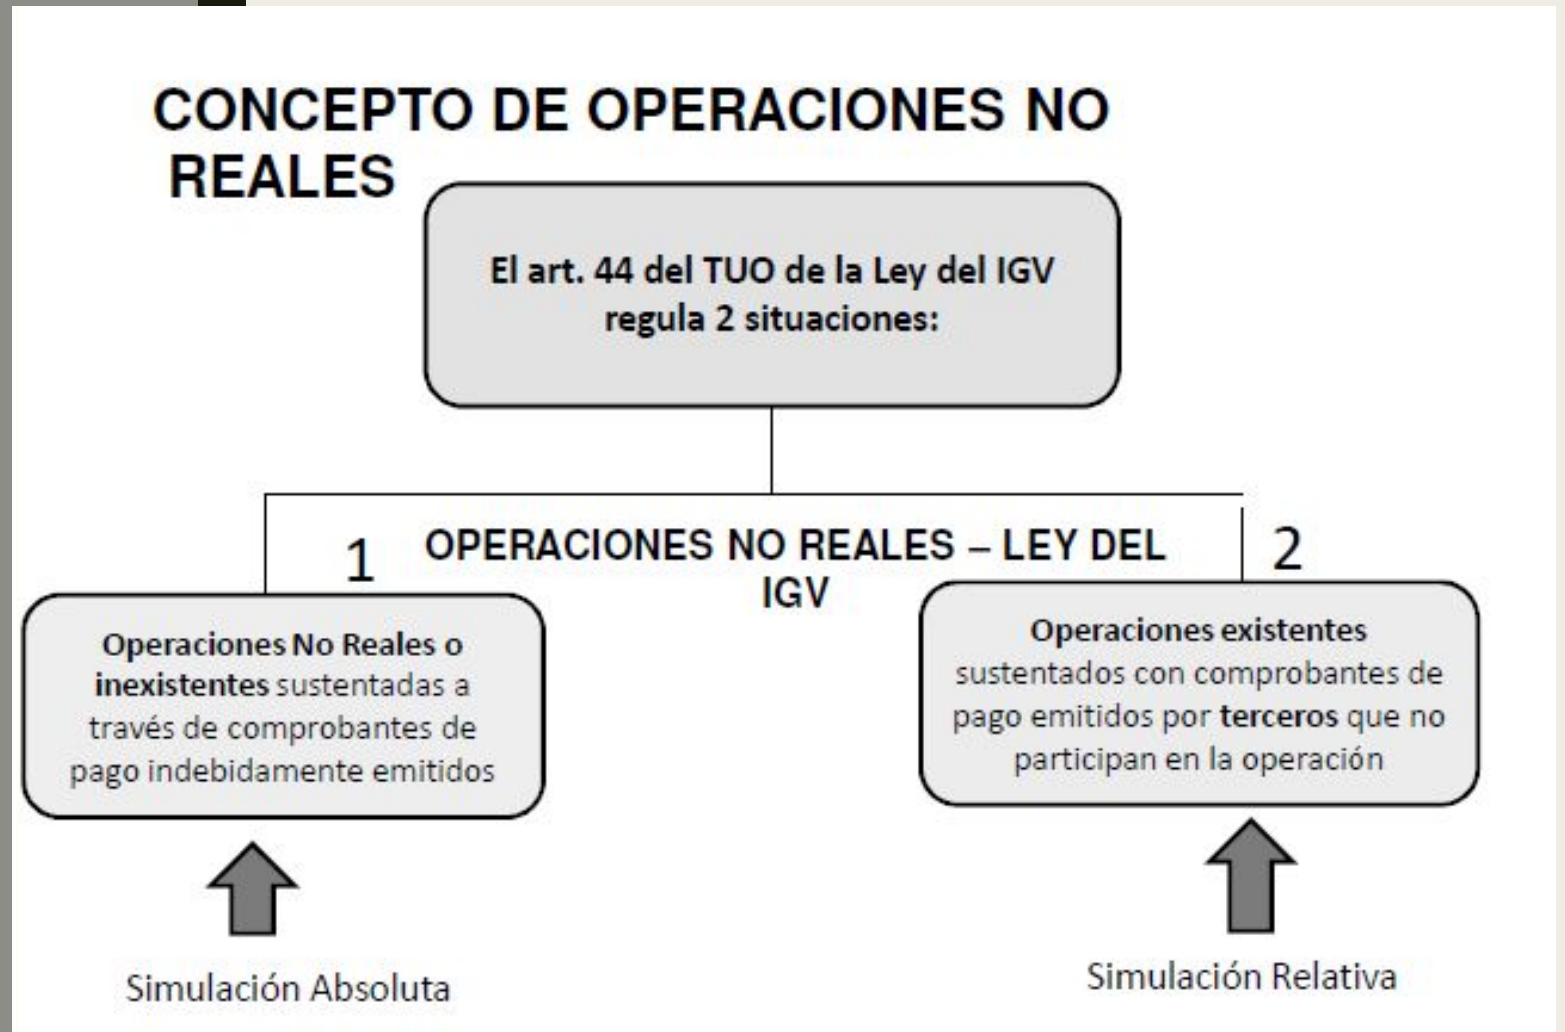 CONCEPTO DE OPERACIONES NO
REALES
El art. 44 del TUO de la Ley del IGV
regula 2 situaciones:
OPERACIONES NO REALES – LEY DEL
IGV
1
Operaciones No Reales o
inexistentes sustentadas a
través de comprobantes de
pago indebidamente emitidos
Simulación Absoluta
2
Operaciones existentes
sustentados con comprobantes de
pago emitidos por terceros que no
participan en la operación
Simulación Relativa